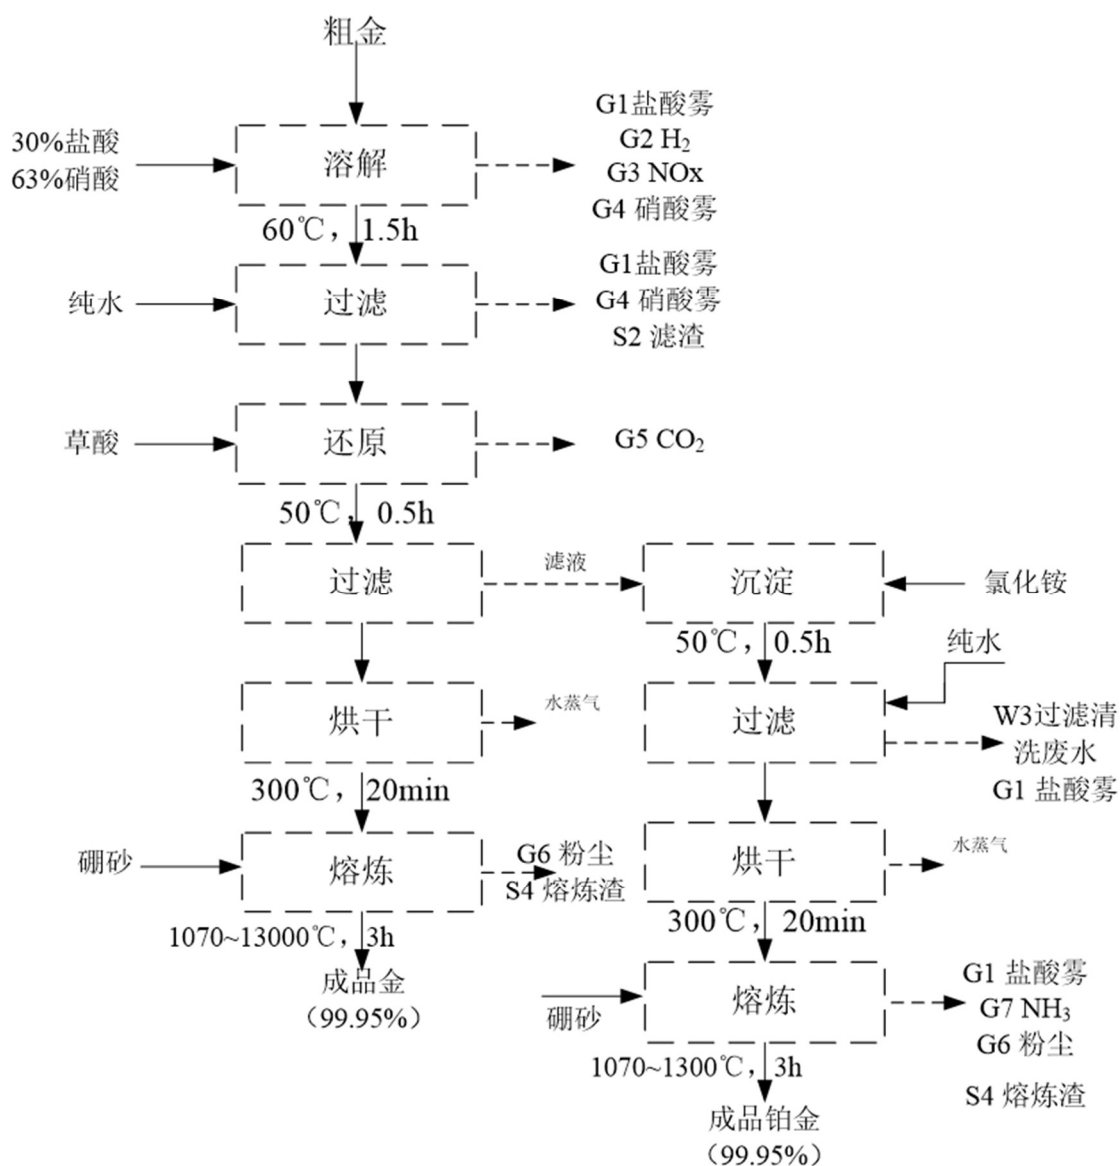 粗金
30%盐酸
63%硝酸
溶解
G1盐酸雾
G2 H₂
G3 NOx
G4 硝酸雾
60℃，1.5h
纯水
过滤
G1盐酸雾
G4 硝酸雾
S2 滤渣
草酸
还原
G5 CO₂
50℃，0.5h
过滤
滤液
沉淀
氯化铵
50℃，0.5h
纯水
烘干
水蒸气
过滤
W3过滤清
洗废水
G1 盐酸雾
300℃，20min
硼砂
熔炼
G6 粉尘
S4 熔炼渣
烘干
水蒸气
1070~13000℃，3h
300℃，20min
成品金
（99.95%）
硼砂
熔炼
G1 盐酸雾
G7 NH₃
G6 粉尘
S4 熔炼渣
1070~1300℃，3h
成品铂金
（99.95%）